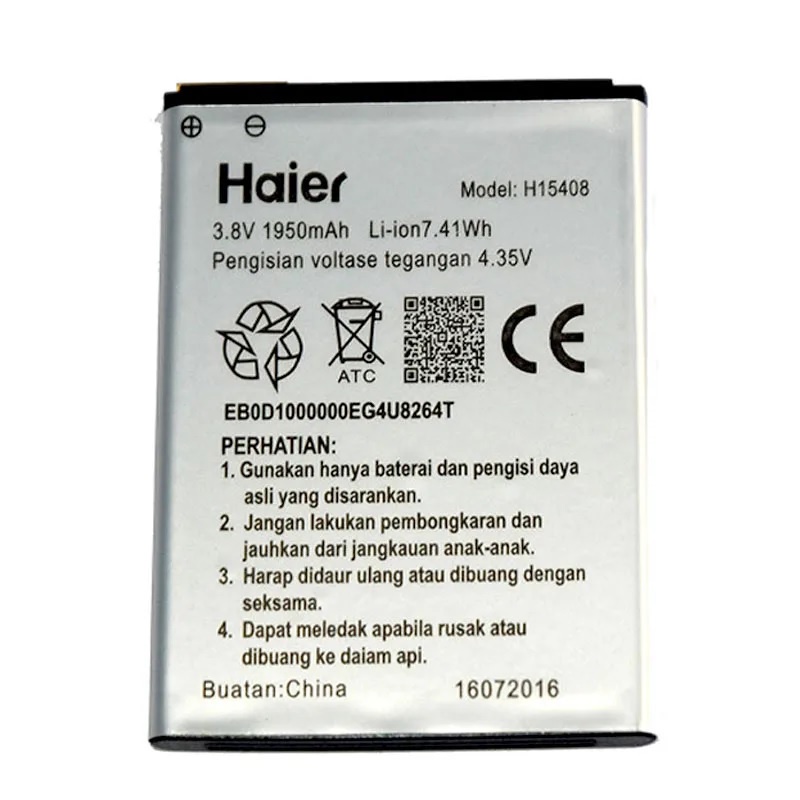 Haier
Model: H15408
3.8V 1950mAh Li-ion7.41Wh
Pengisian voltase tegangan 4.35V
ATC
CE
EB0D1000000EG4U8264T
PERHATIAN:
1. Gunakan hanya baterai dan pengisi daya
asli yang disarankan.
2. Jangan lakukan pembongkaran dan
jauhkan dari jangkauan anak-anak.
3. Harap didaur ulang atau dibuang dengan
seksama.
4. Dapat meledak apabila rusak atau
dibuang ke daiam api.
Buatan:China 16072016